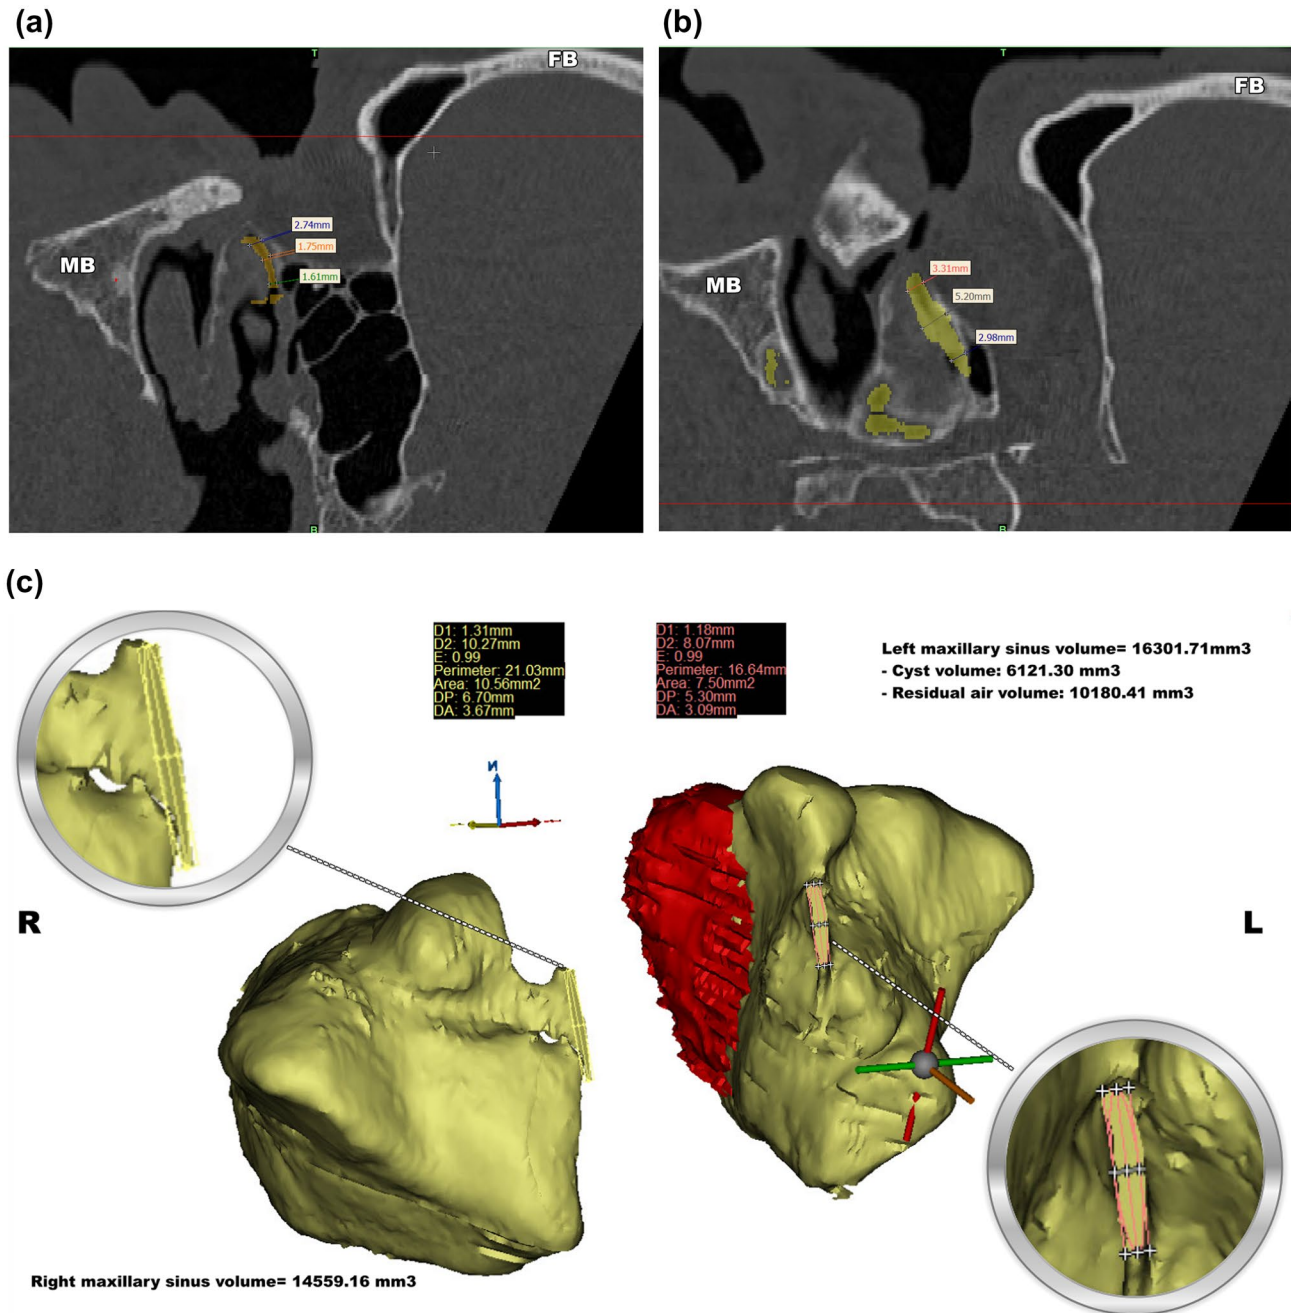 (a)
(b)
T
FB
MB
2.74mm
1.75mm
1.61mm
B
T
FB
MB
3.31mm
5.20mm
2.98mm
B
(c)
D1: 1.31mm
D2: 10.27mm
E: 0.99
Perimeter: 21.03mm
Area: 10.56mm2
DP: 6.70mm
DA: 3.67mm
D1: 1.18mm
D2: 8.07mm
E: 0.99
Perimeter: 16.64mm
Area: 7.50mm2
DP: 5.30mm
DA: 3.09mm
Left maxillary sinus volume= 16301.71mm3
- Cyst volume: 6121.30 mm3
- Residual air volume: 10180.41 mm3
R
L
Right maxillary sinus volume= 14559.16 mm3